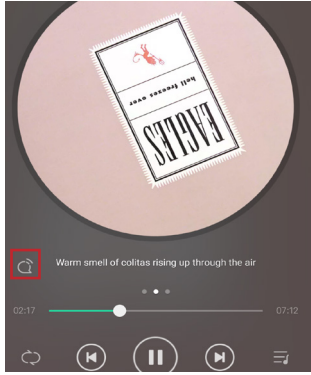 hell freezes over
EAGLES
Warm smell of colitas rising up through the air
02:17
07:12